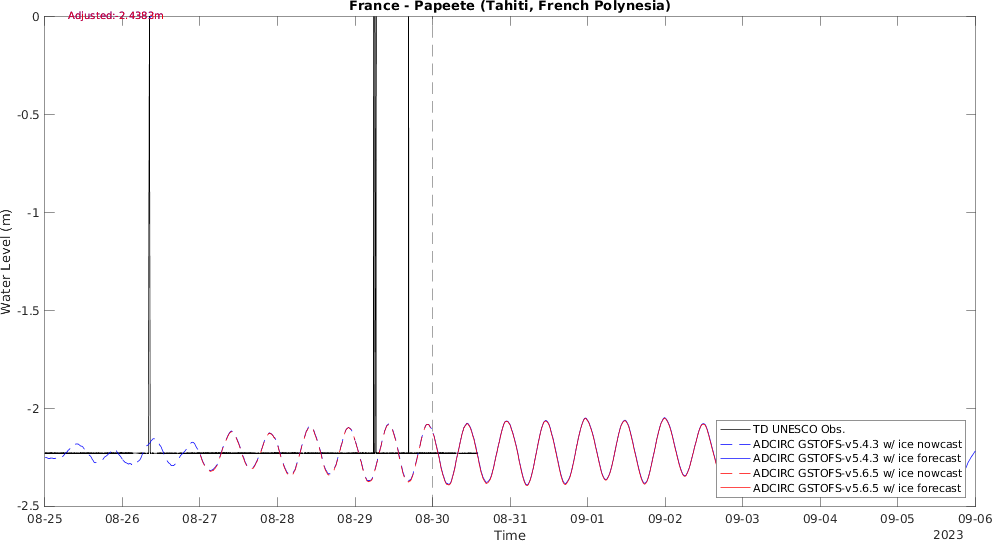 France - Papeete (Tahiti, French Polynesia)
Adjusted:-2.4382m
0
-0.5
-1
-1.5
-2
-2.5
Water Level (m)
TD UNESCO Obs.
ADCIRC GSTOFS-v5.4.3 w/ ice nowcast
ADCIRC GSTOFS-v5.4.3 w/ ice forecast
ADCIRC GSTOFS-v5.6.5 w/ ice nowcast
ADCIRC GSTOFS-v5.6.5 w/ ice forecast
08-25 08-26 08-27 08-28 08-29 08-30 08-31 09-01 09-02 09-03 09-04 09-05 09-06
Time
2023